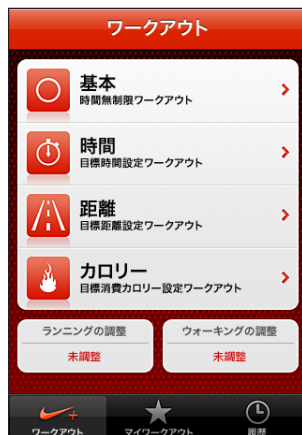 ワークアウト
基本
時間無制限ワークアウト
時間
目標時間設定ワークアウト
距離
目標距離設定ワークアウト
カロリー
目標消費カロリー設定ワークアウト
ランニングの調整
未調整
ウォーキングの調整
未調整
ワークアウト
マイワークアウト
履歴